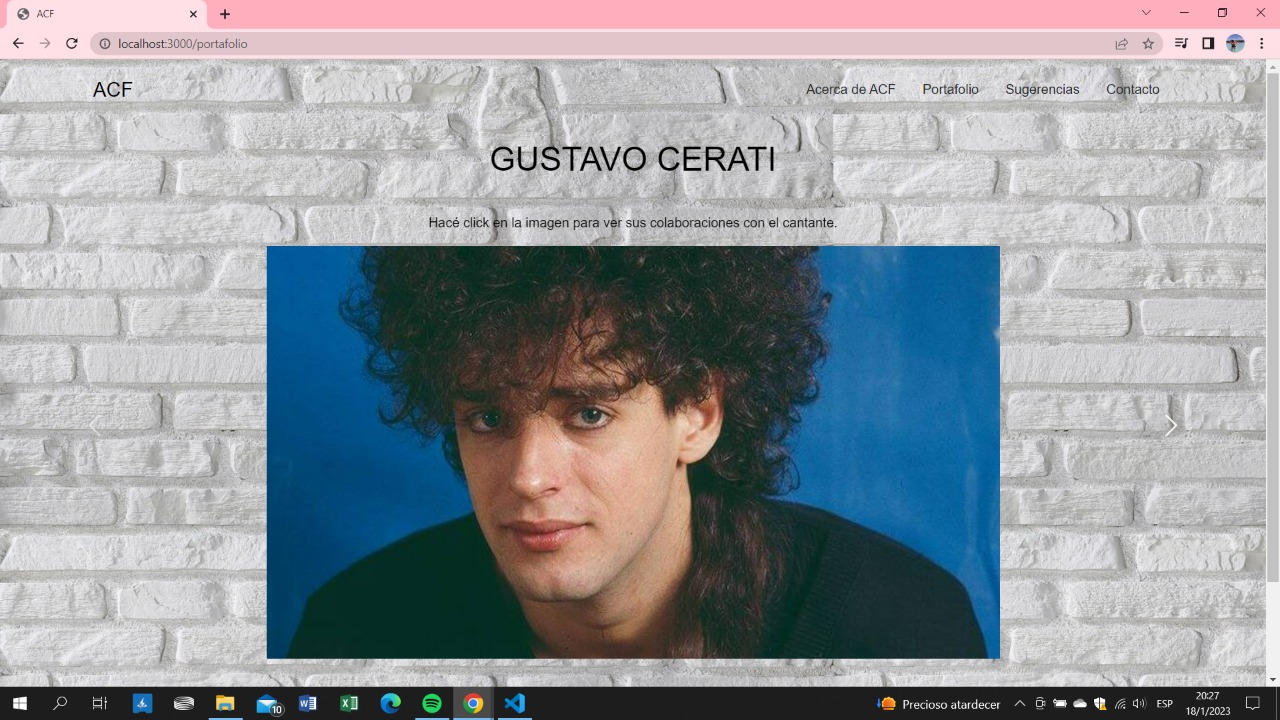 ACF
localhost:3000/portafolio
ACF
Acerca de ACF Portafolio Sugerencias Contacto
GUSTAVO CERATI
Hacé click en la imagen para ver sus colaboraciones con el cantante.
10
Precioso atardecer
ESP
20:27
18/1/2023